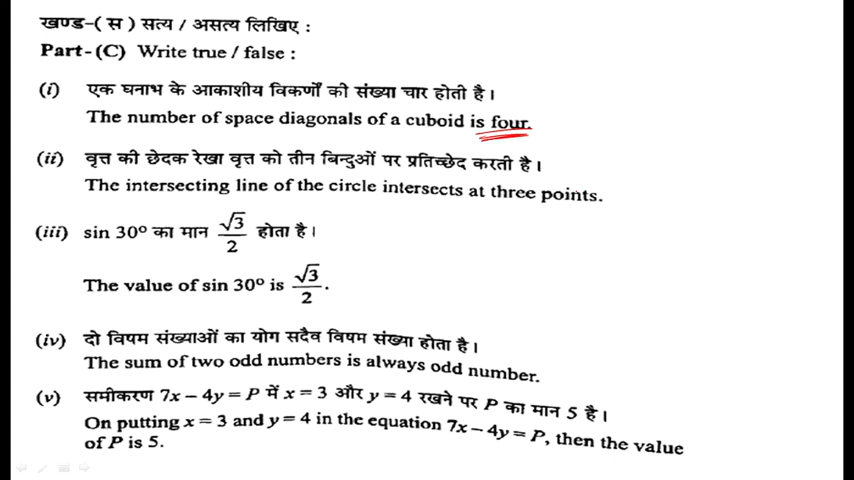 खण्ड-( स ) सत्य / असत्य लिखिए :
Part-(C) Write true / false :
(i) एक घनाभ के आकाशीय विकर्णों की संख्या चार होती है।
The number of space diagonals of a cuboid is four.
(ii) वृत्त की छेदक रेखा वृत्त को तीन बिन्दुओं पर प्रतिच्छेद करती है।
The intersecting line of the circle intersects at three points.
(iii) sin 30° का मान √3/2 होता है।
The value of sin 30° is √3/2.
(iv) दो विषम संख्याओं का योग सदैव विषम संख्या होता है।
The sum of two odd numbers is always odd number.
(v) समीकरण 7x – 4y = P में x = 3 और y = 4 रखने पर P का मान 5 है।
On putting x = 3 and y = 4 in the equation 7x – 4y = P, then the value
of P is 5.